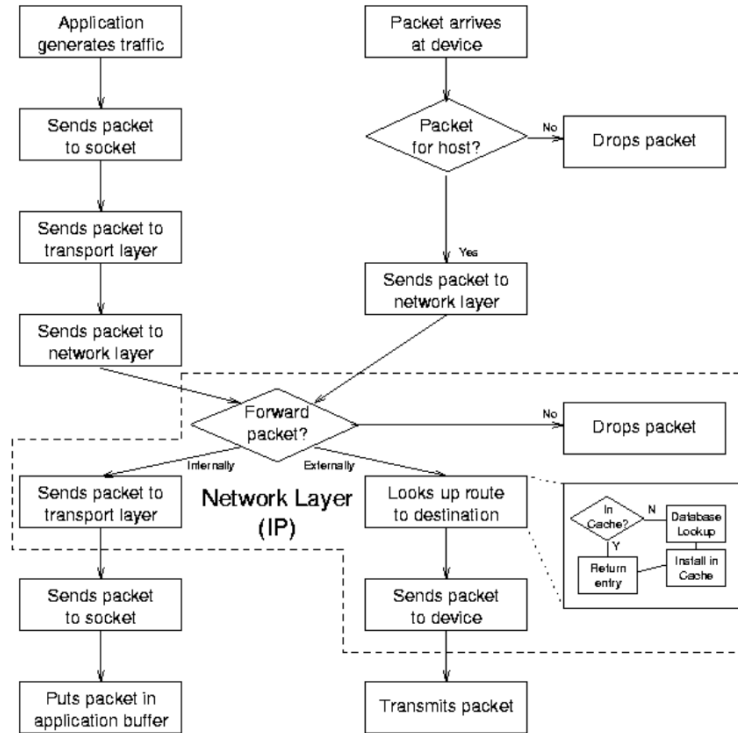 Application
generates traffic
Packet arrives
at device
Sends packet
to socket
Packet
for host?
No
Drops packet
Sends packet to
transport layer
Yes
Sends packet to
network layer
Sends packet to
network layer
Forward
packet?
No
Drops packet
Internally
Externally
Sends packet to
transport layer
Network Layer
(IP)
Looks up route
to destination
In
Cache?
N
Database
Lookup
Y
Return
entry
Install in
Cache
Sends packet
to socket
Sends packet
to device
Puts packet in
application buffer
Transmits packet